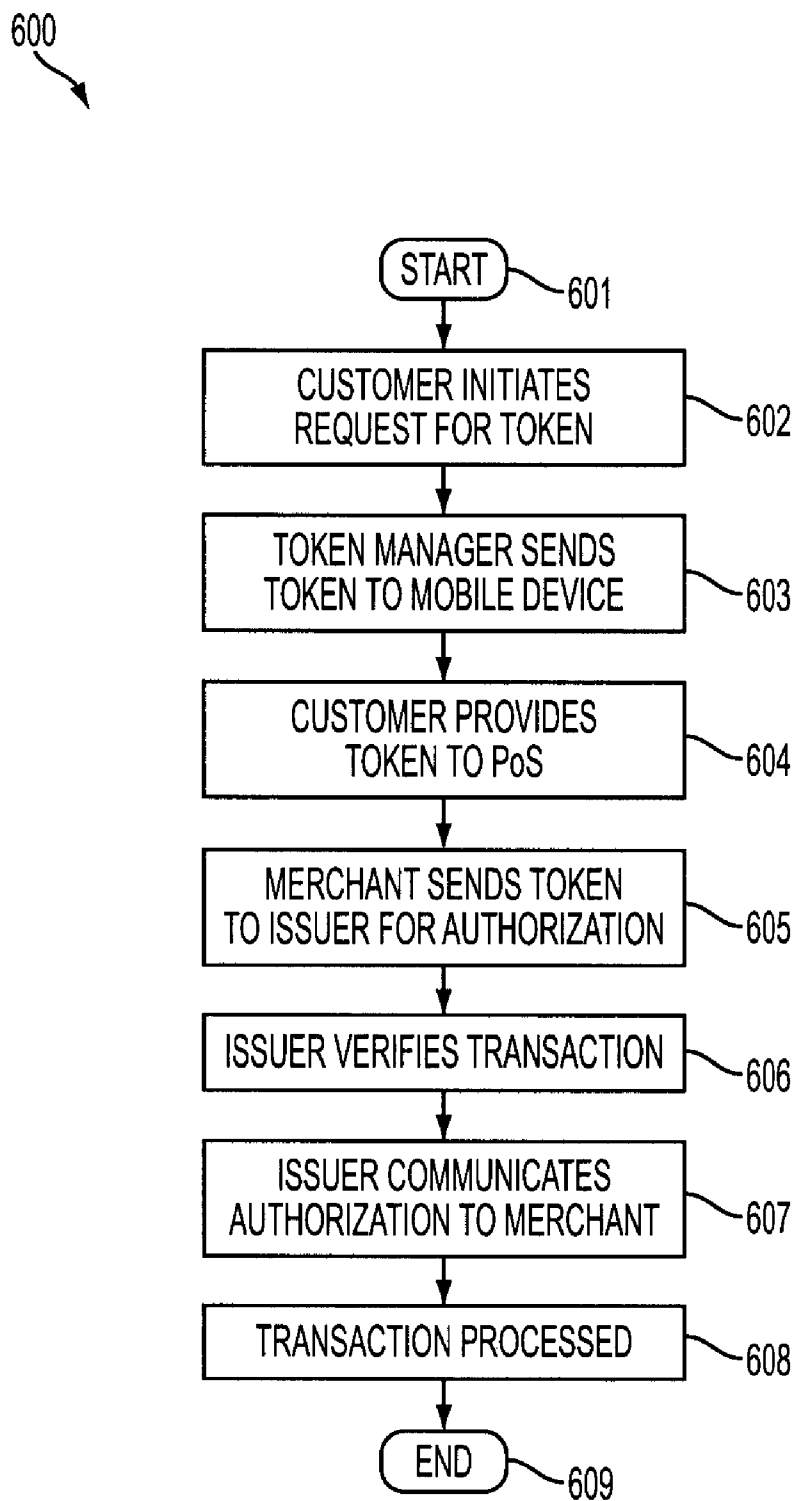 600
START
601
CUSTOMER INITIATES
REQUEST FOR TOKEN
602
TOKEN MANAGER SENDS
TOKEN TO MOBILE DEVICE
603
CUSTOMER PROVIDES
TOKEN TO PoS
604
MERCHANT SENDS TOKEN
TO ISSUER FOR AUTHORIZATION
605
ISSUER VERIFIES TRANSACTION
606
ISSUER COMMUNICATES
AUTHORIZATION TO MERCHANT
607
TRANSACTION PROCESSED
608
END
609